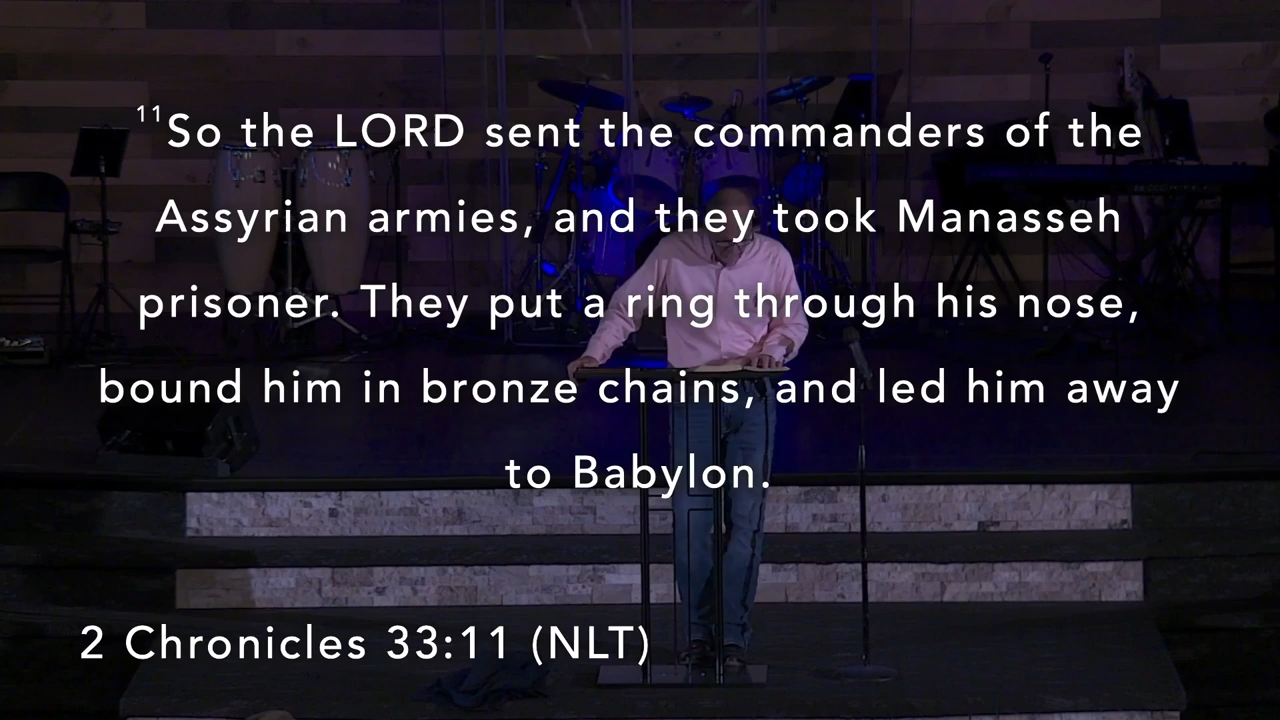 11So the LORD sent the commanders of the
Assyrian armies, and they took Manasseh
prisoner. They put a ring through his nose,
bound him in bronze chains, and led him away
to Babylon.
2 Chronicles 33:11 (NLT)